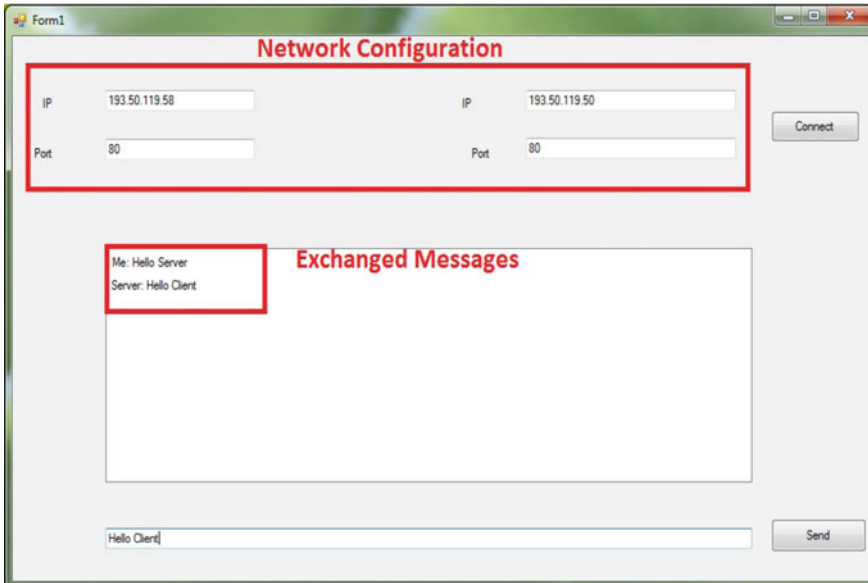 Form1
Network Configuration
IP 193.50.119.58 IP 193.50.119.50
Connect
Port 80 Port 80
Me: Hello Server
Exchanged Messages
Server: Hello Client
Hello Client
Send